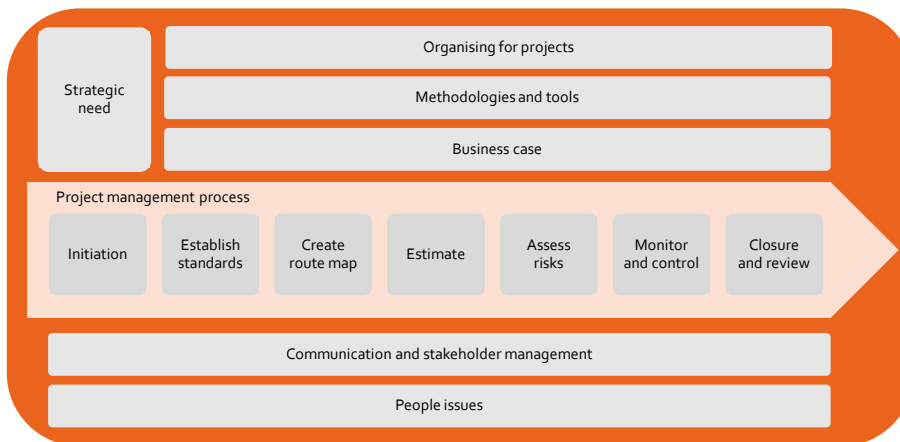 Strategic
need
Organising for projects
Methodologies and tools
Business case
Project management process
Initiation
Establish
standards
Create
route map
Estimate
Assess
risks
Monitor
and control
Closure
and review
Communication and stakeholder management
People issues